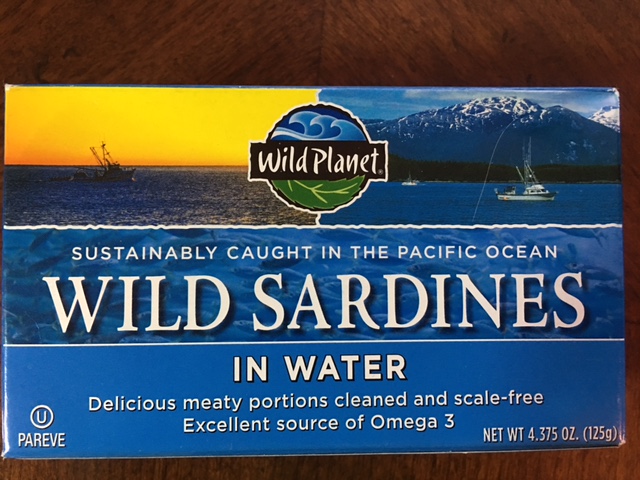 Wild Planet®
SUSTAINABLY CAUGHT IN THE PACIFIC OCEAN
WILD SARDINES
IN WATER
Delicious meaty portions cleaned and scale-free
Excellent source of Omega 3
U
PAREVE
NET WT 4.375 OZ. (125g)